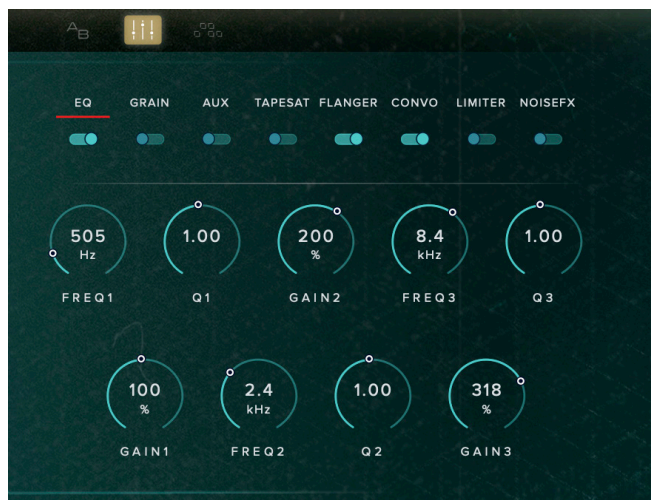 AB
EQ GRAIN AUX TAPESAT FLANGER CONVO LIMITER NOISEFX
505 1.00 200 8.4 1.00
Hz % kHz
FREQ1 Q1 GAIN2 FREQ3 Q3
100 2.4 1.00 318
% kHz %
GAIN1 FREQ2 Q2 GAIN3